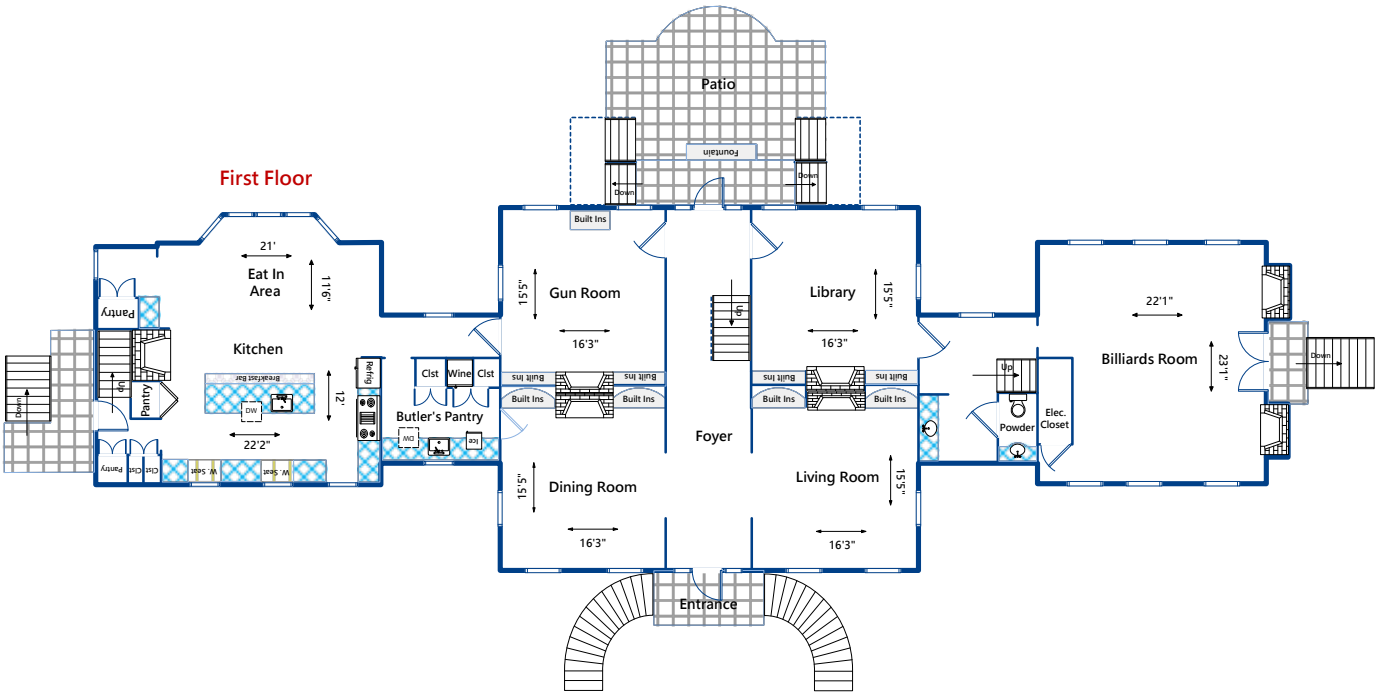 Patio
Fountain
Down
Down
First Floor
Built Ins
21'
Eat In
Area
11'6"
Gun Room
15'5"
16'3"
Library
15'5"
16'3"
Up
22'1"
Billiards Room
23'1"
Down
Pantry
Kitchen
Up
Pantry
Down
Breakfast Bar
DW
12'
22'2"
Refrig
Clst
Wine
Clst
Butler's Pantry
DW
Ice
Built Ins
Built Ins
Built Ins
Built Ins
Built Ins
Built Ins
Built Ins
Built Ins
Up
Powder
Elec.
Closet
Foyer
Pantry
Clst
Clst
W. Seat
W. Seat
Dining Room
15'5"
16'3"
Living Room
15'5"
16'3"
Entrance